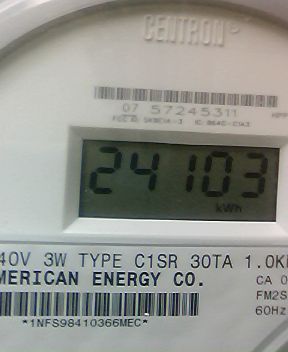 CENTRON®
07 57245311
24103
kWh
40V 3W TYPE C1SR 30TA 1.0K
MERICAN ENERGY CO.
CA 0
FM2S
*1NFS98410366MEC*
60Hz